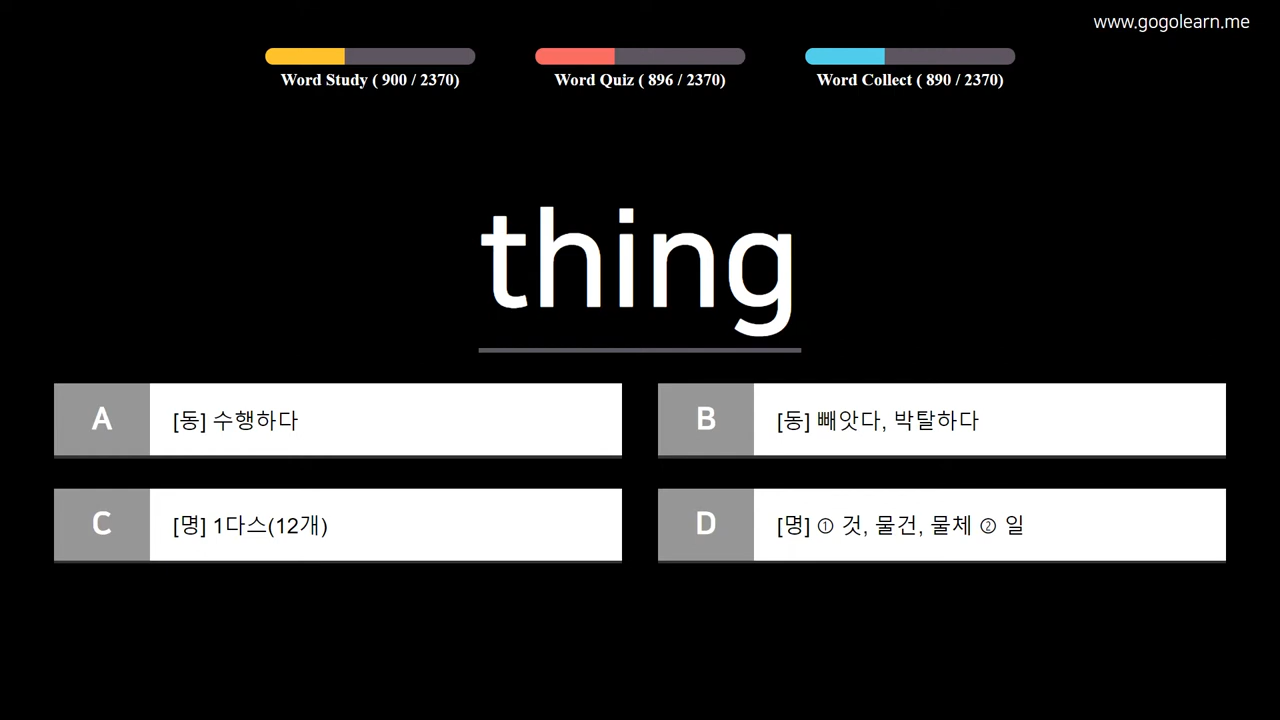 www.gogolearn.me
Word Study ( 900 / 2370)
Word Quiz ( 896 / 2370)
Word Collect ( 890 / 2370)
thing
A [동] 수행하다
B [동] 빼앗다, 박탈하다
C [명] 1다스(12개)
D [명] ① 것, 물건, 물체 ② 일